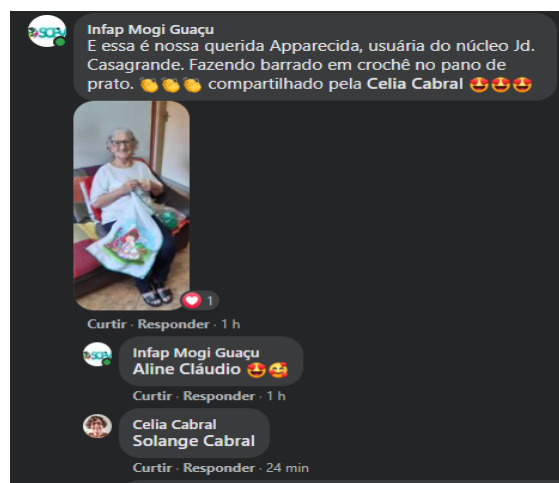 Infap Mogi Guaçu
E essa é nossa querida Apparecida, usuária do núcleo Jd.
Casagrande. Fazendo barrado em crochê no pano de
prato. 👏👏👏 compartilhado pela Celia Cabral 🤩🤩🤩
1
Curtir · Responder · 1 h
Infap Mogi Guaçu
Aline Cláudio 🤩🥰
Curtir · Responder · 1 h
Celia Cabral
Solange Cabral
Curtir · Responder · 24 min